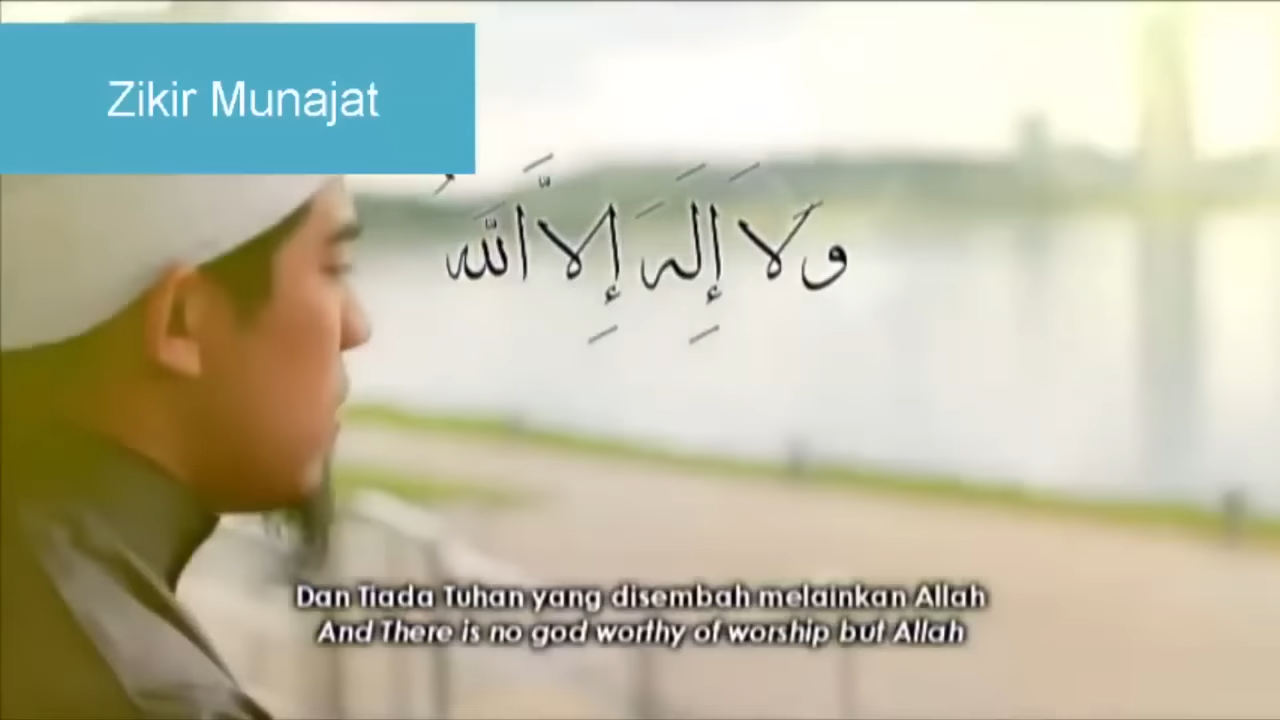 Zikir Munajat
وَلَا إِلَهَ إِلَّا اللَّهُ
Dan Tiada Tuhan yang disembah melainkan Allah
And There is no god worthy of worship but Allah